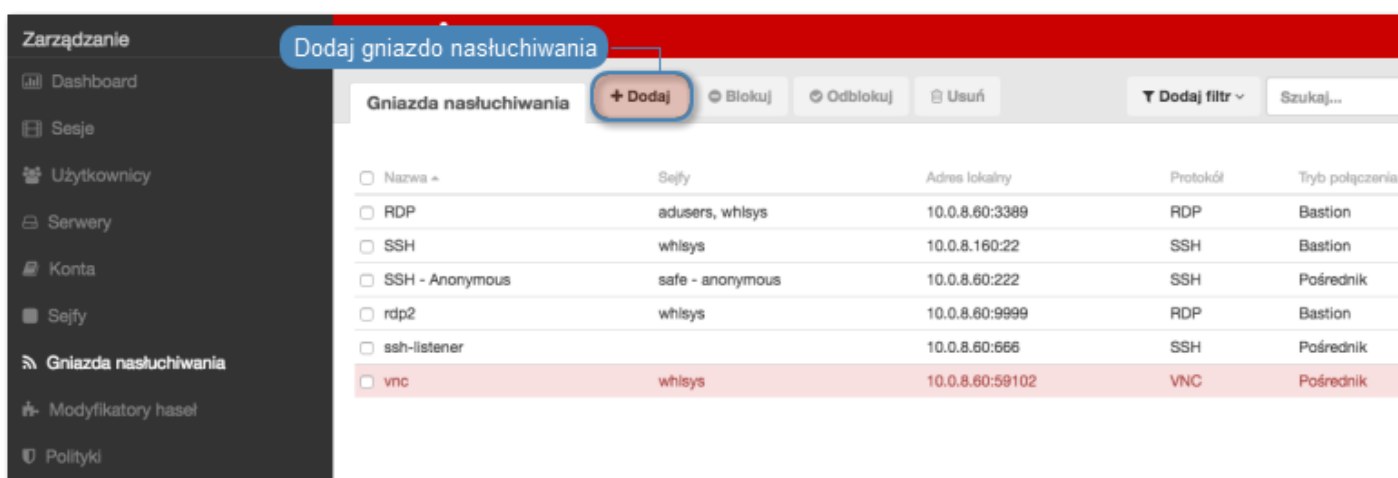 Zarządzanie
Dodaj gniazdo nasłuchiwania
Dashboard
Gniazda nasłuchiwania + Dodaj Blokuj Odblokuj Usuń Dodaj filtr Szukaj...
Sesje
Użytkownicy
Nazwa Sejfy Adres lokalny Protokół Tryb połączenia
RDP adusers, whlsys 10.0.8.60:3389 RDP Bastion
Serwery
SSH whlsys 10.0.8.160:22 SSH Bastion
Konta
SSH - Anonymous safe - anonymous 10.0.8.60:222 SSH Pośrednik
Sejfy
rdp2 whlsys 10.0.8.60:9999 RDP Bastion
ssh-listener 10.0.8.60:666 SSH Pośrednik
Gniazda nasłuchiwania
vnc whlsys 10.0.8.60:59102 VNC Pośrednik
Modyfikatory haseł
Polityki